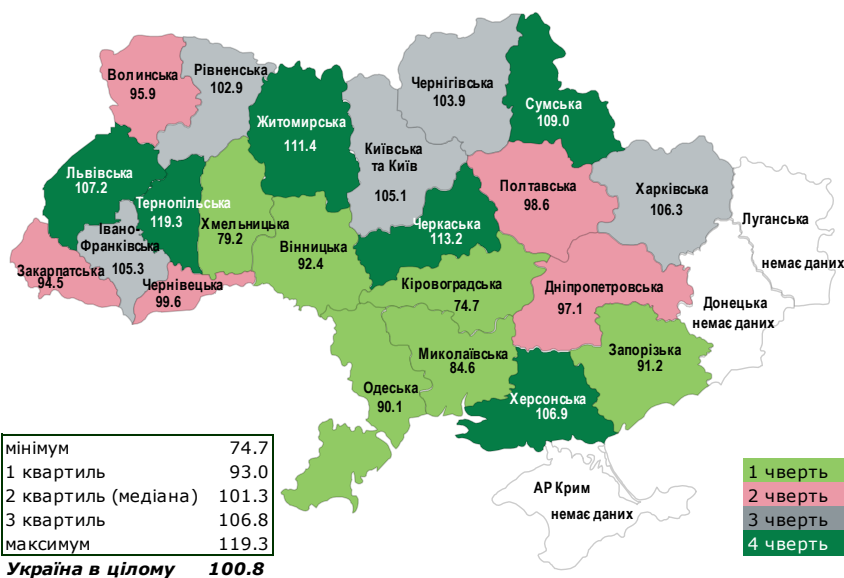 Волинська
95.9
Рівненська
102.9
Житомирська
111.4
Київська
та Київ
105.1
Чернігівська
103.9
Сумська
109.0
Львівська
107.2
Тернопільська
119.3
Хмельницька
79.2
Вінницька
92.4
Черкаська
113.2
Полтавська
98.6
Харківська
106.3
Луганська
немає даних
Івано-
Франківська
105.3
Закарпатська
94.5
Чернівецька
99.6
Кіровоградська
74.7
Дніпропетровська
97.1
Донецька
немає даних
Миколаївська
84.6
Запорізька
91.2
Одеська
90.1
Херсонська
106.9
АР Крим
немає даних
мінімум 74.7
1 квартиль 93.0
2 квартиль (медіана) 101.3
3 квартиль 106.8
максимум 119.3
Україна в цілому 100.8
1 чверть
2 чверть
3 чверть
4 чверть